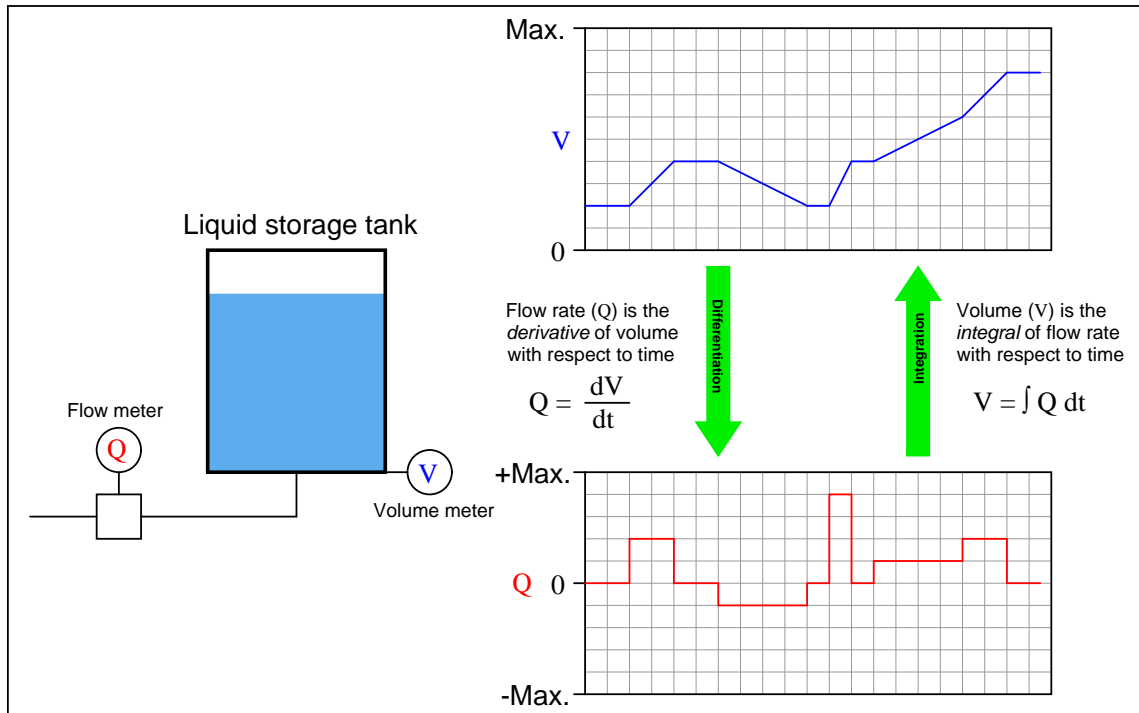 Max.
V
0
Liquid storage tank
Flow meter
Q
V
Volume meter
Flow rate (Q) is the
derivative of volume
with respect to time
Q = dV
dt
Differentiation
Integration
Volume (V) is the
integral of flow rate
with respect to time
V = ∫ Q dt
+Max.
Q 0
-Max.